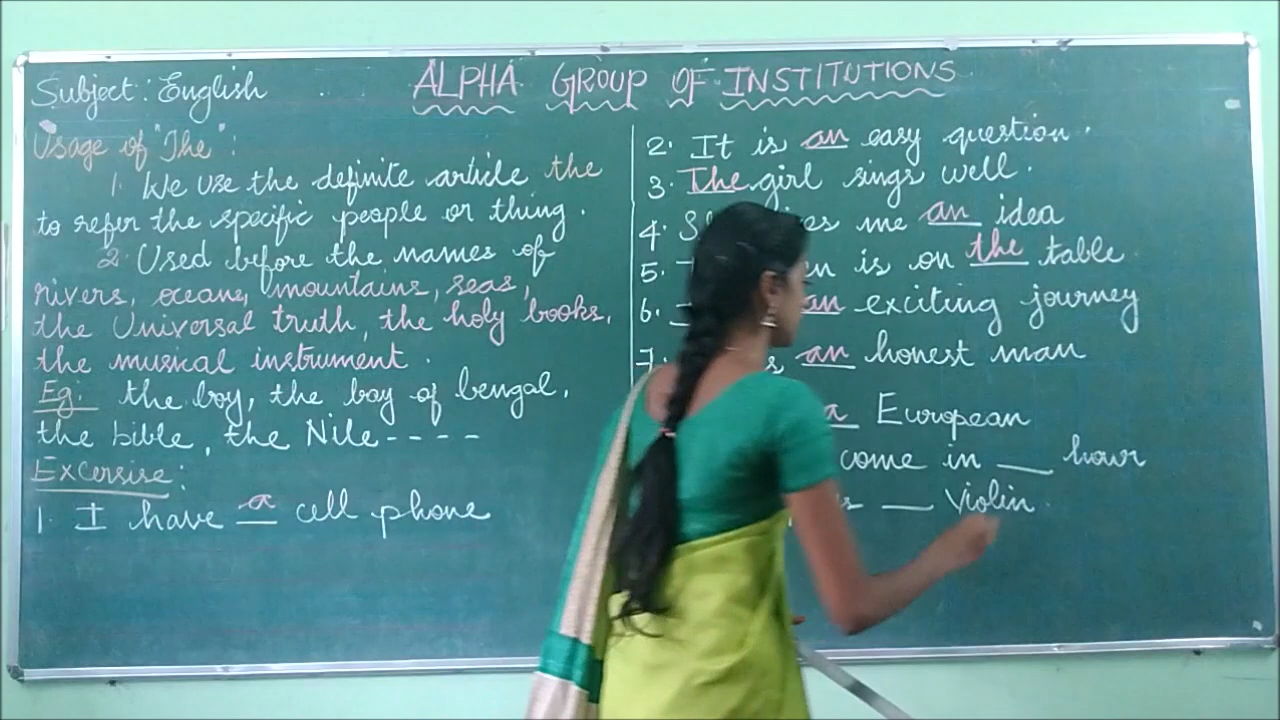 Subject: English
ALPHA GROUP OF INSTITUTIONS
Usage of "The":
1. We use the definite article the
to refer the specific people or thing.
2. Used before the names of
rivers, oceans, mountains, seas,
the Universal truth, the holy books,
the musical instrument.
Eg: the boy, the bay of bengal,
the bible, the Nile----
Excersise:
1. I have a cell phone
2. It is an easy question.
3. The girl sings well.
4. me an idea
5. is on the table.
6. an exciting journey
7. an honest man
a European
come in ___ hour
___ violin.